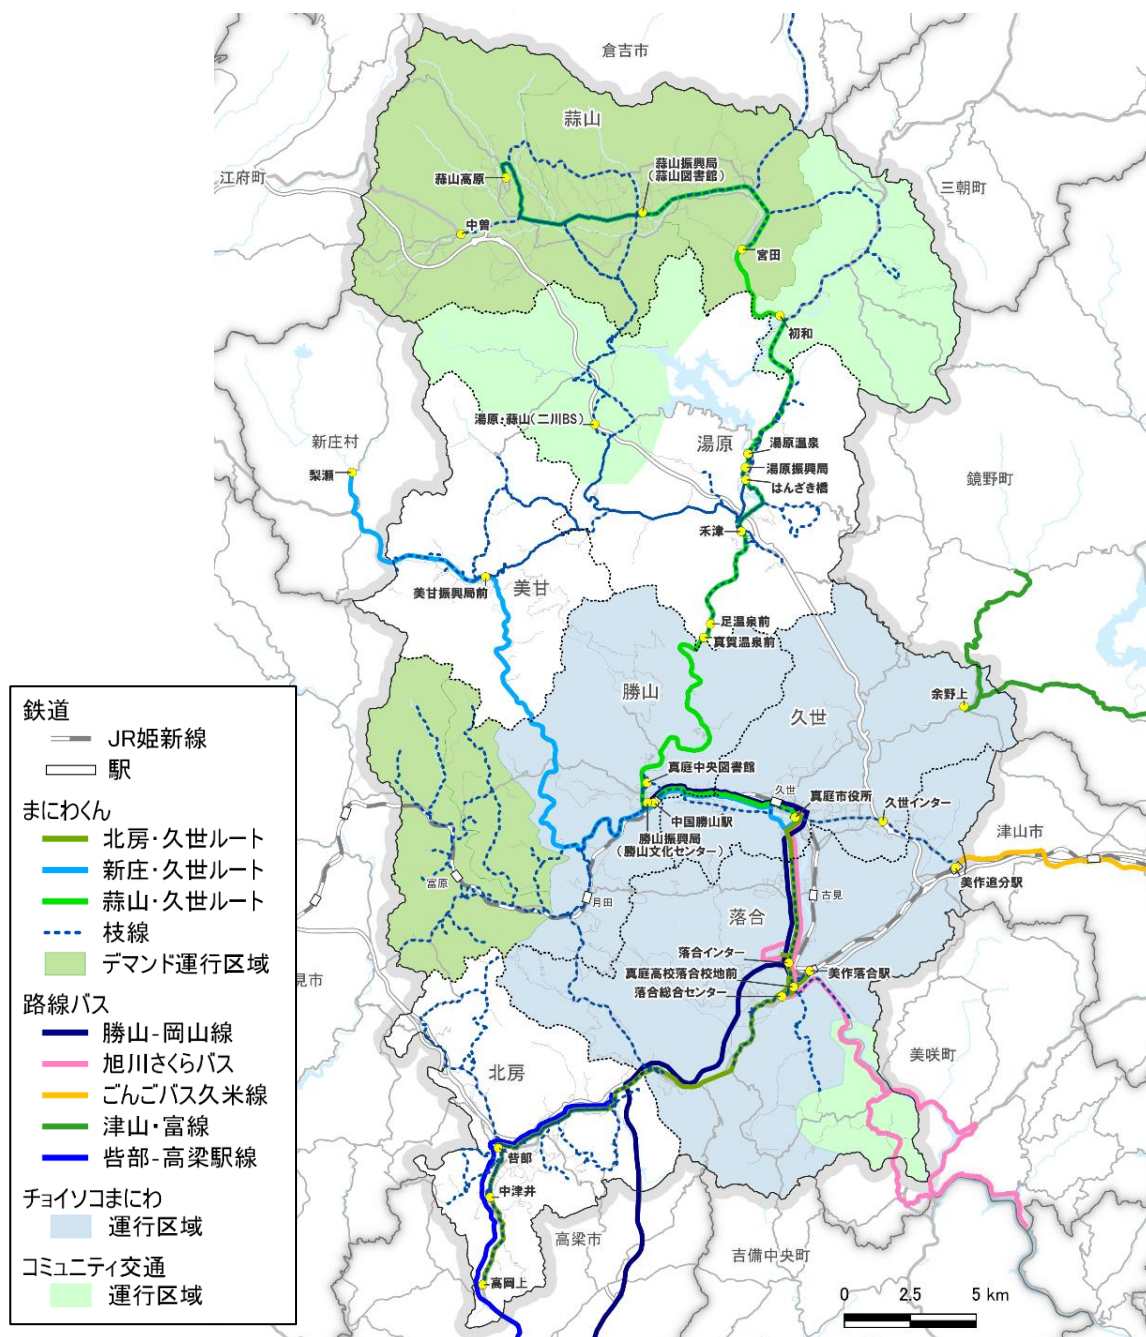 倉吉市
蒜山
蒜山高原
蒜山振興局
(蒜山図書館)
江府町
三朝町
中曽
宮田
初和
湯原・蒜山(二川BS)
湯原
新庄村
湯原温泉
湯原振興局
はんざき橋
梨瀬
鏡野町
禾津
美甘振興局前
美甘
足温泉前
真賀温泉前
勝山
久世
余野上
真庭中央図書館
久世
真庭市役所
久世インター
中国勝山駅
勝山振興局
(勝山文化センター)
津山市
美作追分駅
富原
月田
古見
落合
落合インター
真庭高校落合校地前
美作落合駅
落合総合センター
見市
美咲町
北房
呰部
中津井
高梁市
吉備中央町
高岡上
0 2.5 5 km
鉄道
JR姫新線
駅
まにわくん
北房・久世ルート
新庄・久世ルート
蒜山・久世ルート
枝線
デマンド運行区域
路線バス
勝山-岡山線
旭川さくらバス
ごんごバス久米線
津山・富線
呰部-高梁駅線
チョイソコまにわ
運行区域
コミュニティ交通
運行区域